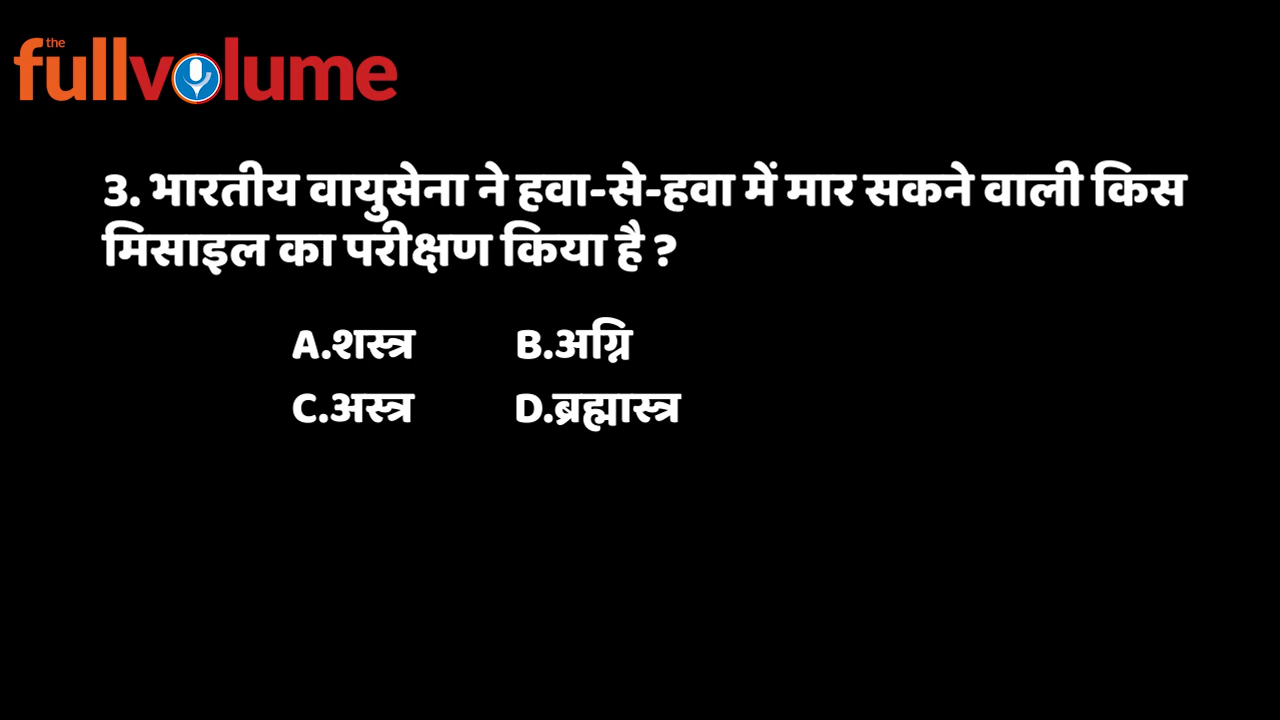 the
fullvolume
3. भारतीय वायुसेना ने हवा-से-हवा में मार सकने वाली किस
मिसाइल का परीक्षण किया है ?
A.शस्त्र B.अग्नि
C.अस्त्र D.ब्रह्मास्त्र